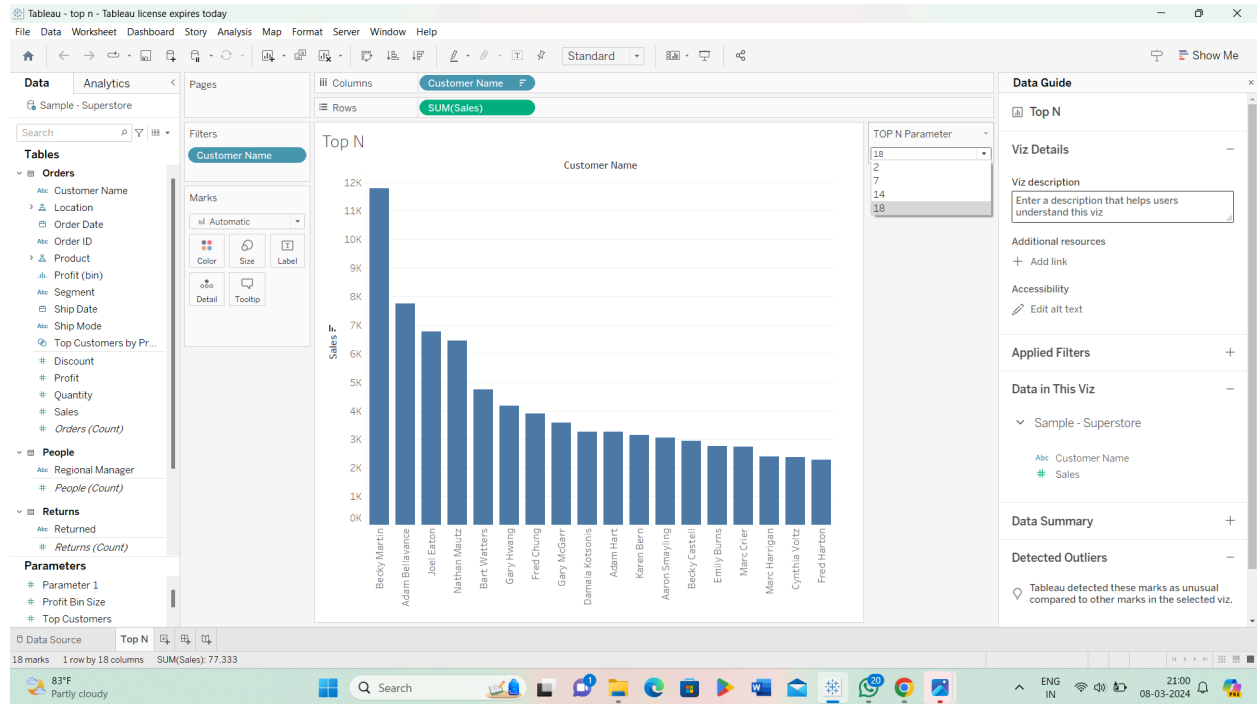 Tableau - top n - Tableau license expires today
File Data Worksheet Dashboard Story Analysis Map Format Server Window Help
Standard
Show Me
Data Analytics
Sample - Superstore
Search
Tables
Orders
Abc Customer Name
Location
Order Date
Abc Order ID
Product
Profit (bin)
Abc Segment
Ship Date
Abc Ship Mode
Top Customers by Pr...
# Discount
# Profit
# Quantity
# Sales
# Orders (Count)
People
Abc Regional Manager
# People (Count)
Returns
Abc Returned
# Returns (Count)
Parameters
# Parameter 1
# Profit Bin Size
# Top Customers
Pages
Filters
Customer Name
Marks
Automatic
Color Size Label
Detail Tooltip
iii Columns Customer Name
Rows SUM(Sales)
Top N
Customer Name
Sales
12K
11K
10K
9K
8K
7K
6K
5K
4K
3K
2K
1K
0K
Becky Martin
Adam Bellavance
Joel Eaton
Nathan Mautz
Bart Watters
Gary Hwang
Fred Chung
Gary McGarr
Damala Kotsonis
Adam Hart
Karen Bern
Aaron Smayling
Becky Castell
Emily Burns
Marc Crier
Marc Harrigan
Cynthia Voltz
Fred Harton
TOP N Parameter
18
2
7
14
18
Data Guide
Top N
Viz Details
Viz description
Enter a description that helps users
understand this viz
Additional resources
+ Add link
Accessibility
Edit alt text
Applied Filters
Data in This Viz
Sample - Superstore
Abc Customer Name
# Sales
Data Summary
Detected Outliers
Tableau detected these marks as unusual
compared to other marks in the selected viz.
Data Source Top N
18 marks 1 row by 18 columns SUM(Sales): 77,333
83°F
Partly cloudy
Search
1
20
ENG
IN
21:00
08-03-2024
PRE